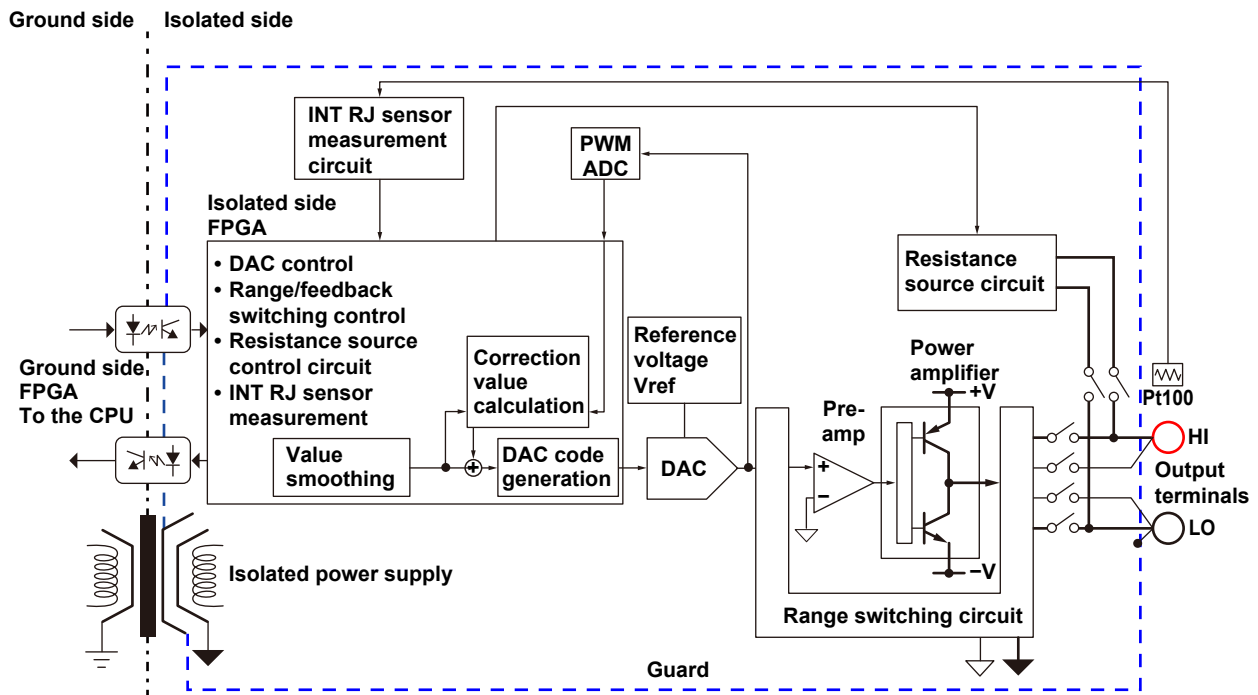 Ground side
Isolated side
INT RJ sensor
measurement
circuit
PWM
ADC
Isolated side
FPGA
• DAC control
• Range/feedback
switching control
• Resistance source
control circuit
• INT RJ sensor
measurement
Resistance
source circuit
Ground side
FPGA
To the CPU
Correction
value
calculation
Reference
voltage
Vref
Power
amplifier
+V
Pre-
amp
Pt100
HI
Value
smoothing
+
DAC code
generation
DAC
+
−
Output
terminals
LO
−V
Isolated power supply
Range switching circuit
Guard